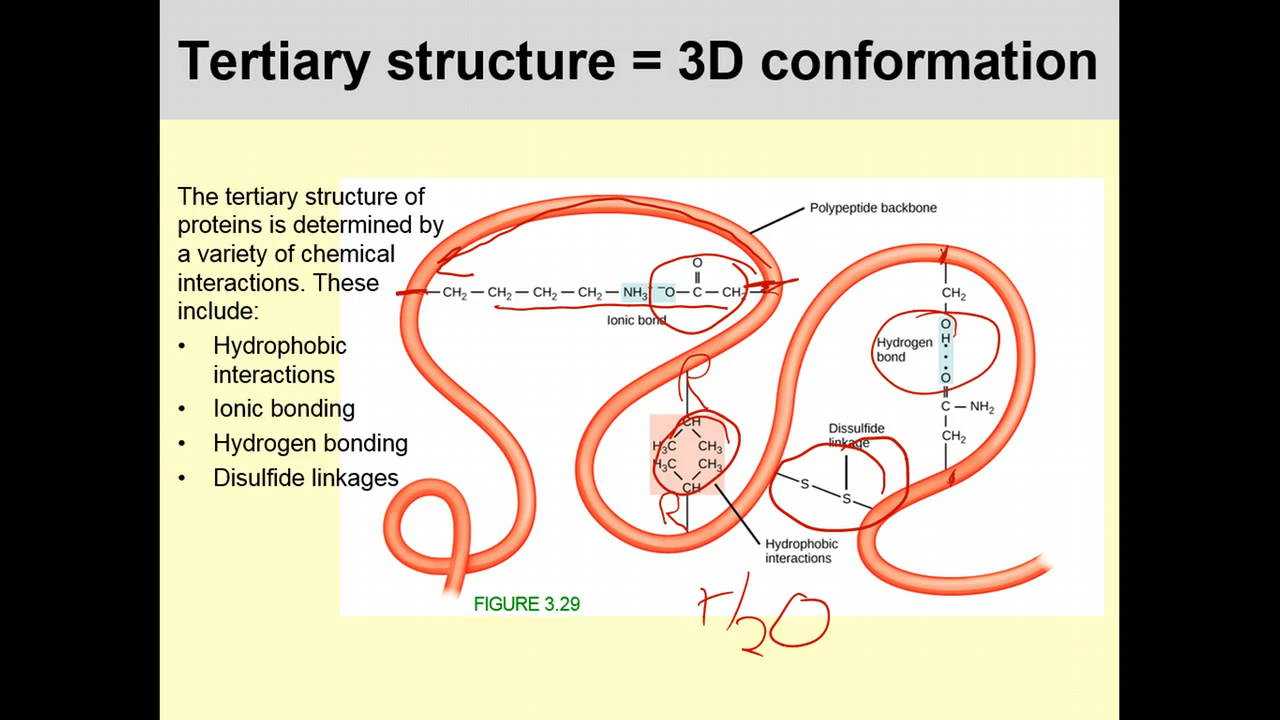 Tertiary structure = 3D conformation
The tertiary structure of
proteins is determined by
a variety of chemical
interactions. These
include:
• Hydrophobic
interactions
• Ionic bonding
• Hydrogen bonding
• Disulfide linkages
Polypeptide backbone
O
CH₂ — CH₂ — CH₂ — CH₂ — NH₃ ⁻O — C — CH₂
Ionic bond
CH₂
O
H
Hydrogen
bond
O
C — NH₂
CH₂
R
CH
H₃C CH₃
H₃C CH₃
CH
R
Dissulfide
linkage
S
S
Hydrophobic
interactions
FIGURE 3.29
H₂O